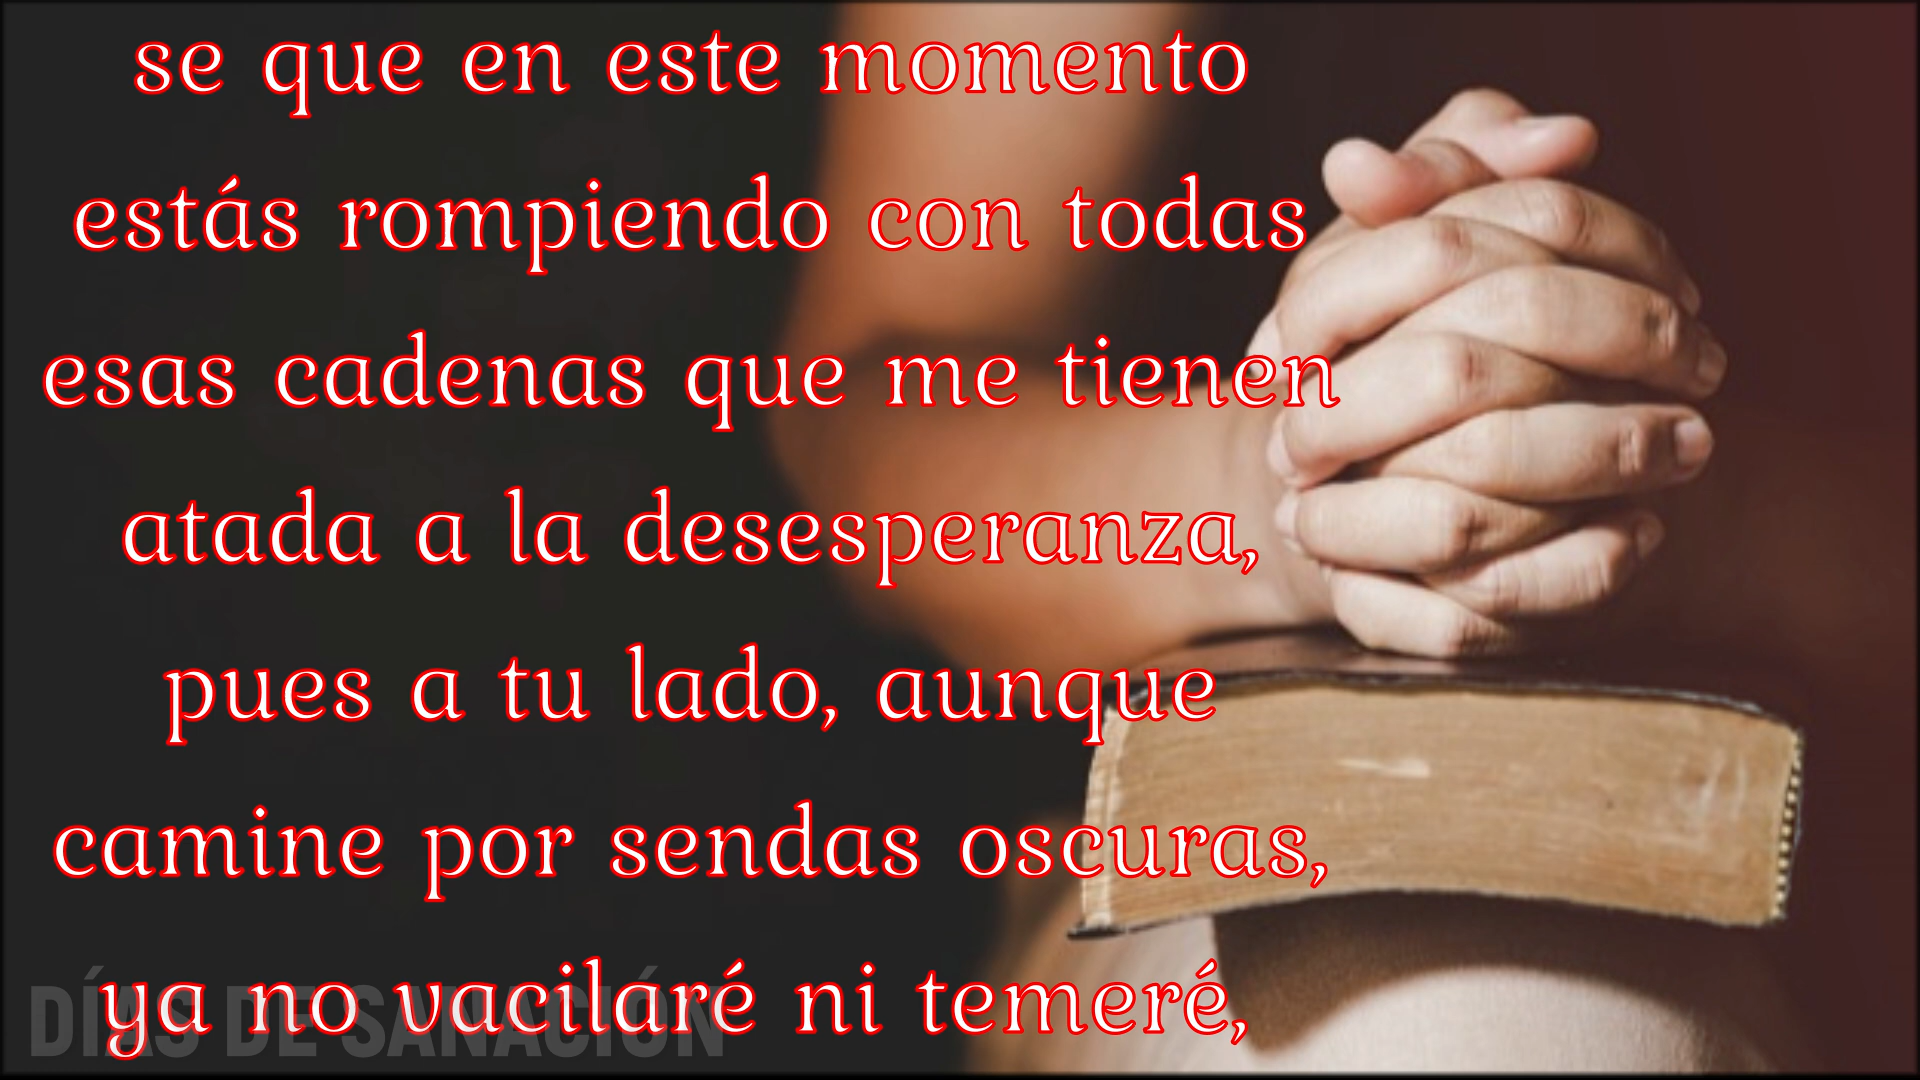 se que en este momento
estás rompiendo con todas
esas cadenas que me tienen
atada a la desesperanza,
pues a tu lado, aunque
camine por sendas oscuras,
ya no vacilaré ni temeré,
DÍAS DE SANACIÓN